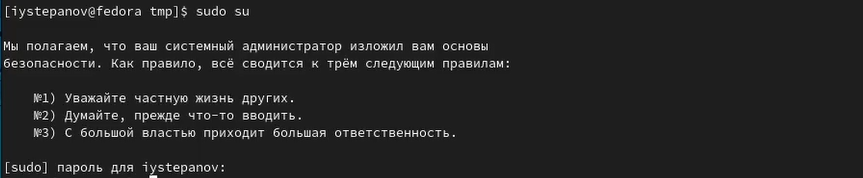 [iystepanov@fedora tmp]$ sudo su
Мы полагаем, что ваш системный администратор изложил вам основы
безопасности. Как правило, всё сводится к трём следующим правилам:
№1) Уважайте частную жизнь других.
№2) Думайте, прежде что-то вводить.
№3) С большой властью приходит большая ответственность.
[sudo] пароль для iystepanov: